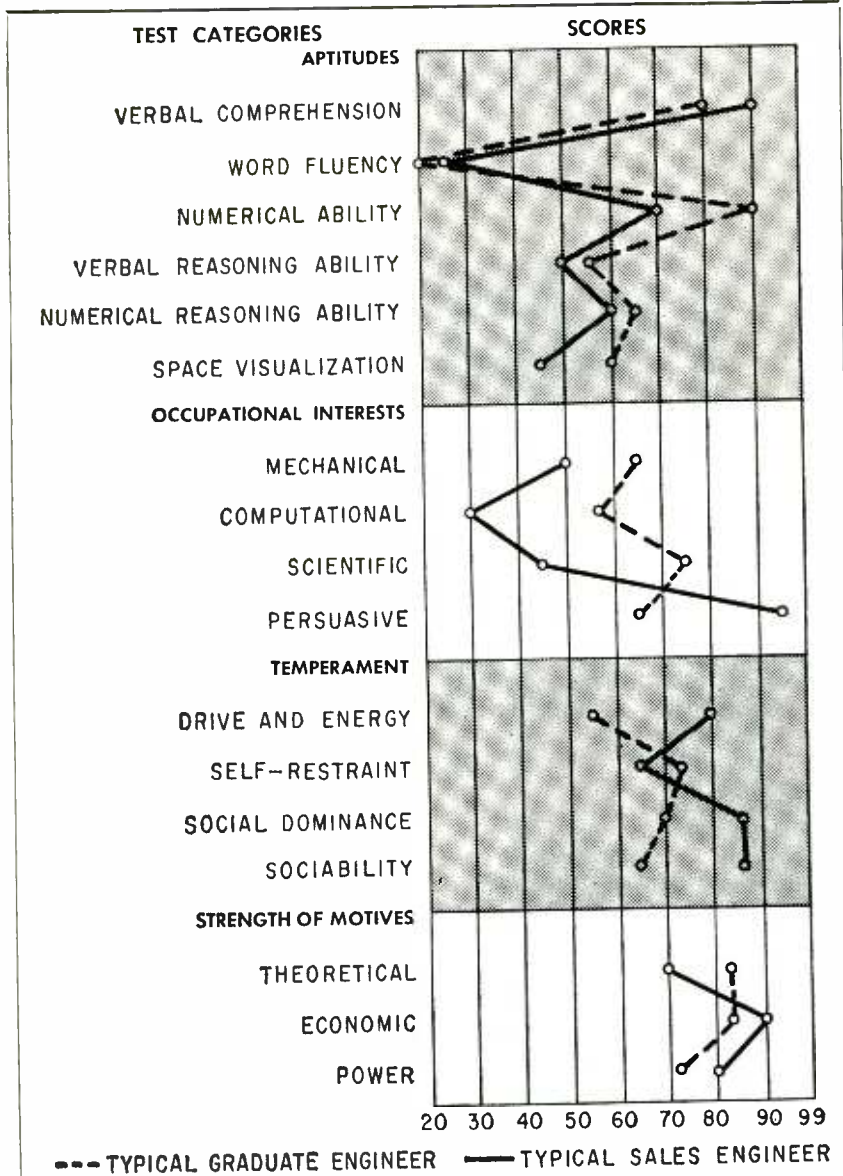 TEST CATEGORIES SCORES
APTITUDES
VERBAL COMPREHENSION
WORD FLUENCY
NUMERICAL ABILITY
VERBAL REASONING ABILITY
NUMERICAL REASONING ABILITY
SPACE VISUALIZATION
OCCUPATIONAL INTERESTS
MECHANICAL
COMPUTATIONAL
SCIENTIFIC
PERSUASIVE
TEMPERAMENT
DRIVE AND ENERGY
SELF-RESTRAINT
SOCIAL DOMINANCE
SOCIABILITY
STRENGTH OF MOTIVES
THEORETICAL
ECONOMIC
POWER
20 30 40 50 60 70 80 90 99
TYPICAL GRADUATE ENGINEER TYPICAL SALES ENGINEER